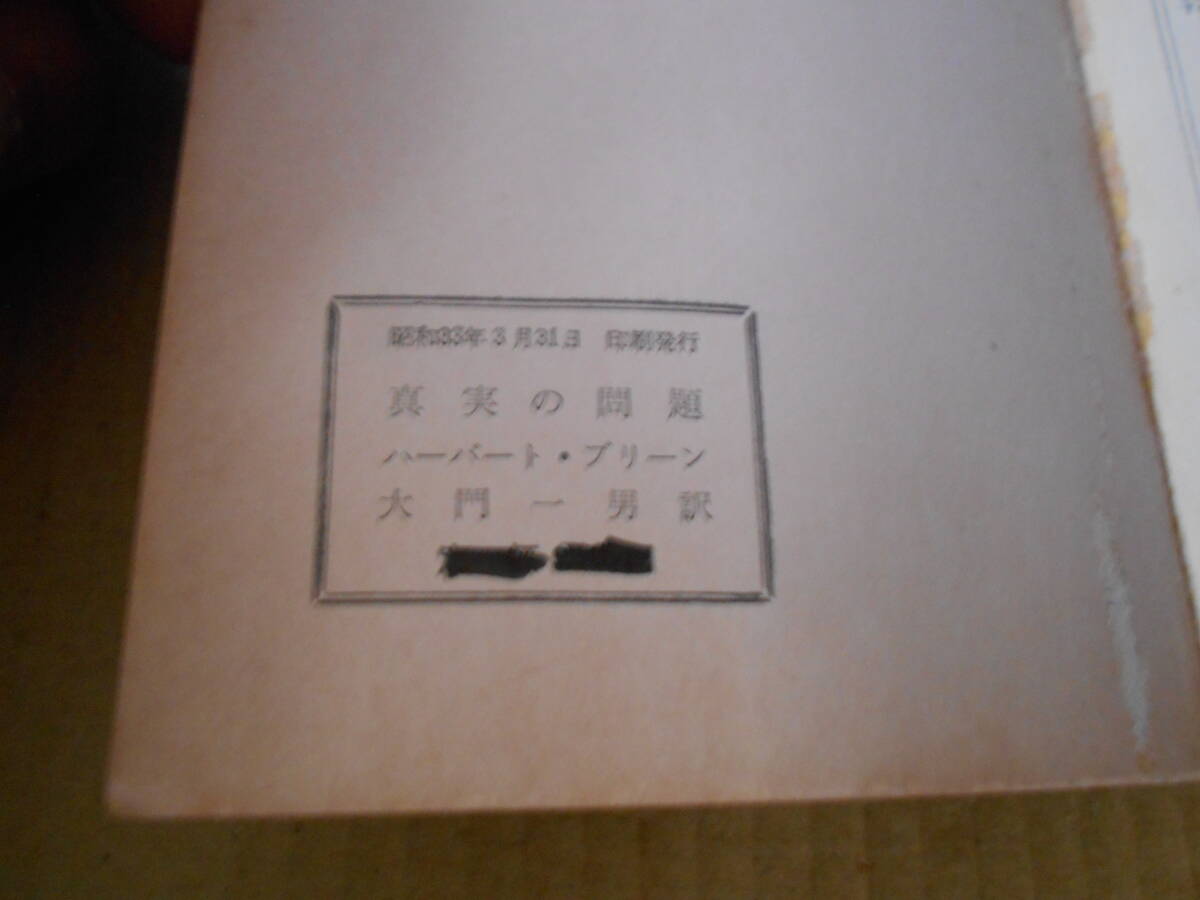 昭和33年3月31日 印刷発行
真実の問題
ハーバート・ブリーン
大門一男訳